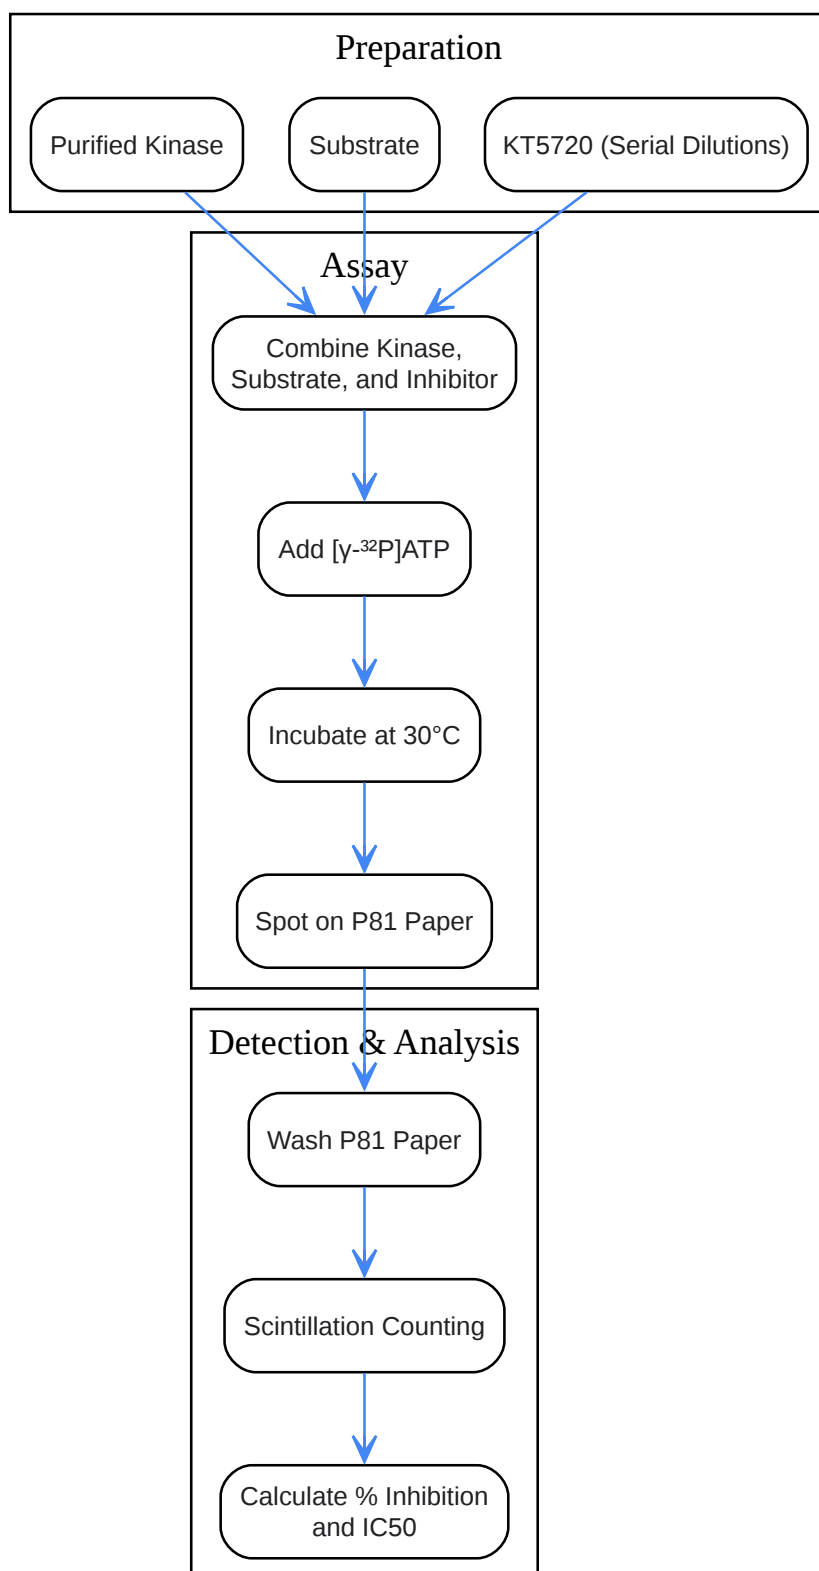 Preparation
Purified Kinase
Substrate
KT5720 (Serial Dilutions)
Assay
Combine Kinase,
Substrate, and Inhibitor
Add [γ-³²P]ATP
Incubate at 30°C
Spot on P81 Paper
Detection & Analysis
Wash P81 Paper
Scintillation Counting
Calculate % Inhibition
and IC50